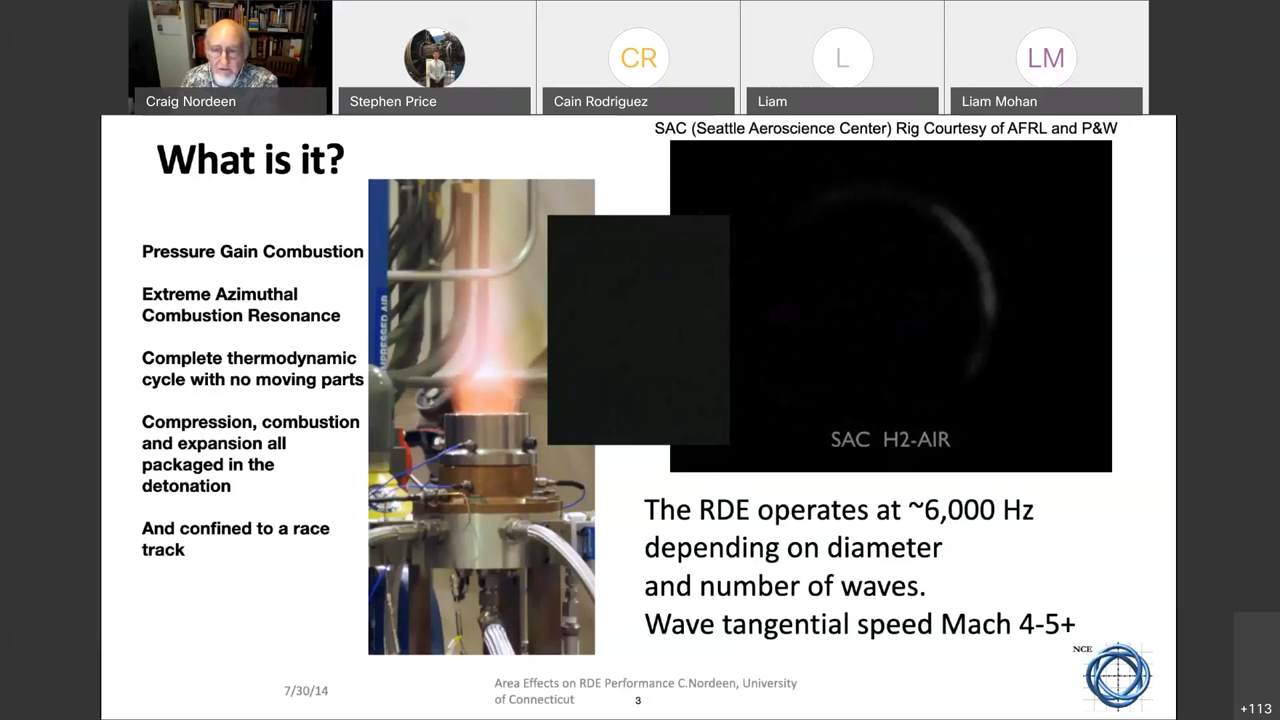 CR
L
LM
Craig Nordeen
Stephen Price
Cain Rodriguez
Liam
Liam Mohan
SAC (Seattle Aeroscience Center) Rig Courtesy of AFRL and P&W
What is it?
Pressure Gain Combustion
Extreme Azimuthal
Combustion Resonance
Complete thermodynamic
cycle with no moving parts
Compression, combustion
and expansion all
packaged in the
detonation
And confined to a race
track
SAC H2-AIR
The RDE operates at ~6,000 Hz
depending on diameter
and number of waves.
Wave tangential speed Mach 4-5+
NCE
7/30/14
Area Effects on RDE Performance C.Nordeen, University
of Connecticut
3
+113